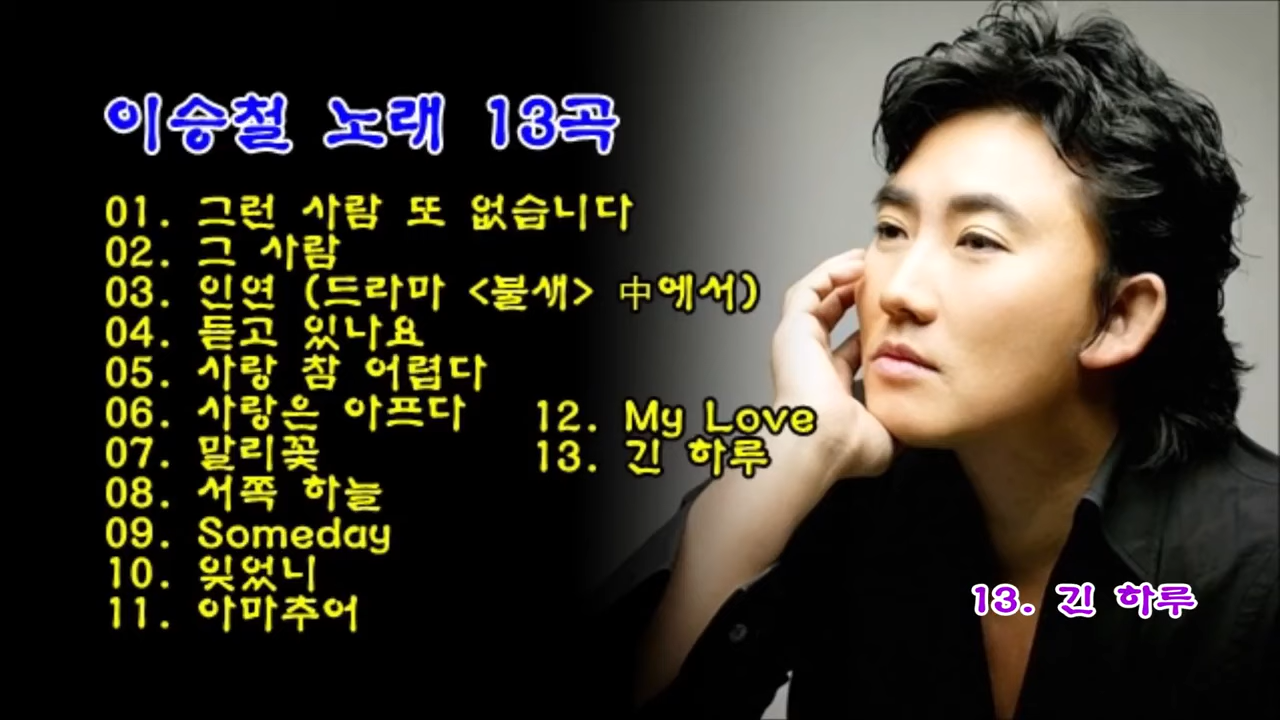 이승철 노래 13곡
01. 그런 사람 또 없습니다
02. 그 사람
03. 인연 (드라마 <불새> 中에서)
04. 듣고 있나요
05. 사랑 참 어렵다
06. 사랑은 아프다
07. 말리꽃
08. 서쪽 하늘
09. Someday
10. 잊었니
11. 아마추어
12. My Love
13. 긴 하루
13. 긴 하루